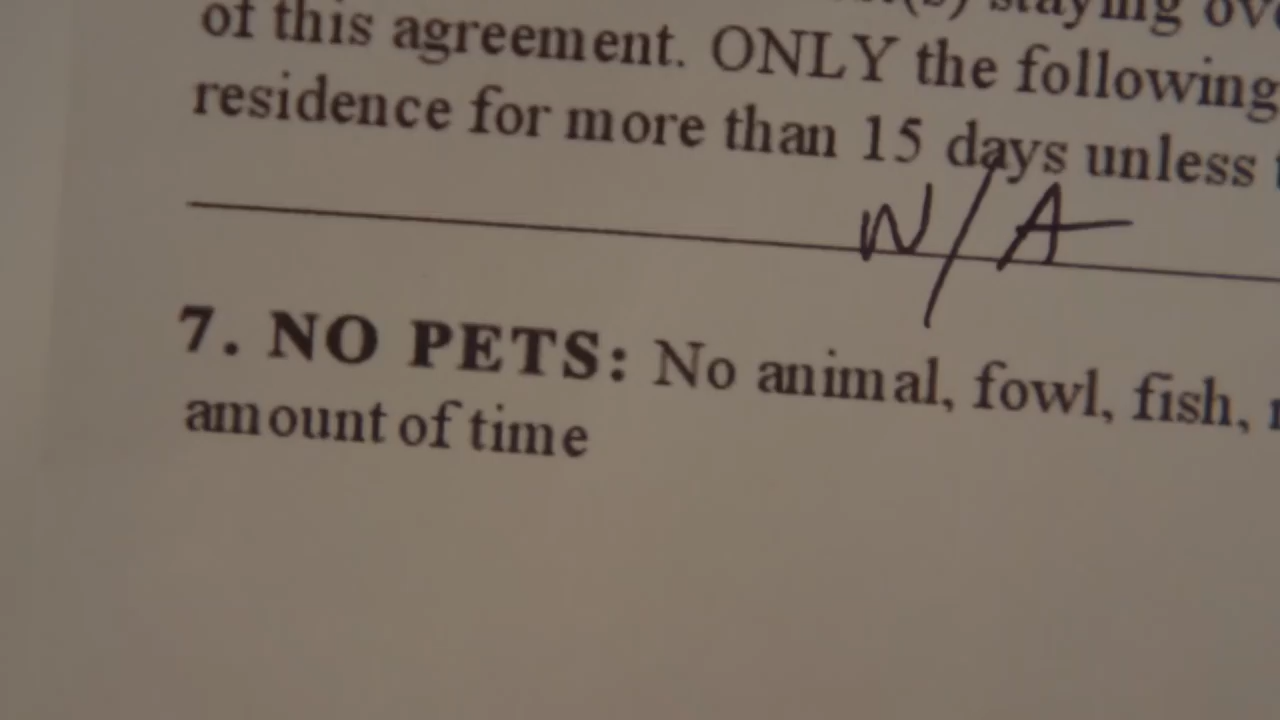 staying
of this agreement. ONLY the following
residence for more than 15 days unless
N/A
7. NO PETS: No animal, fowl, fish,
amount of time